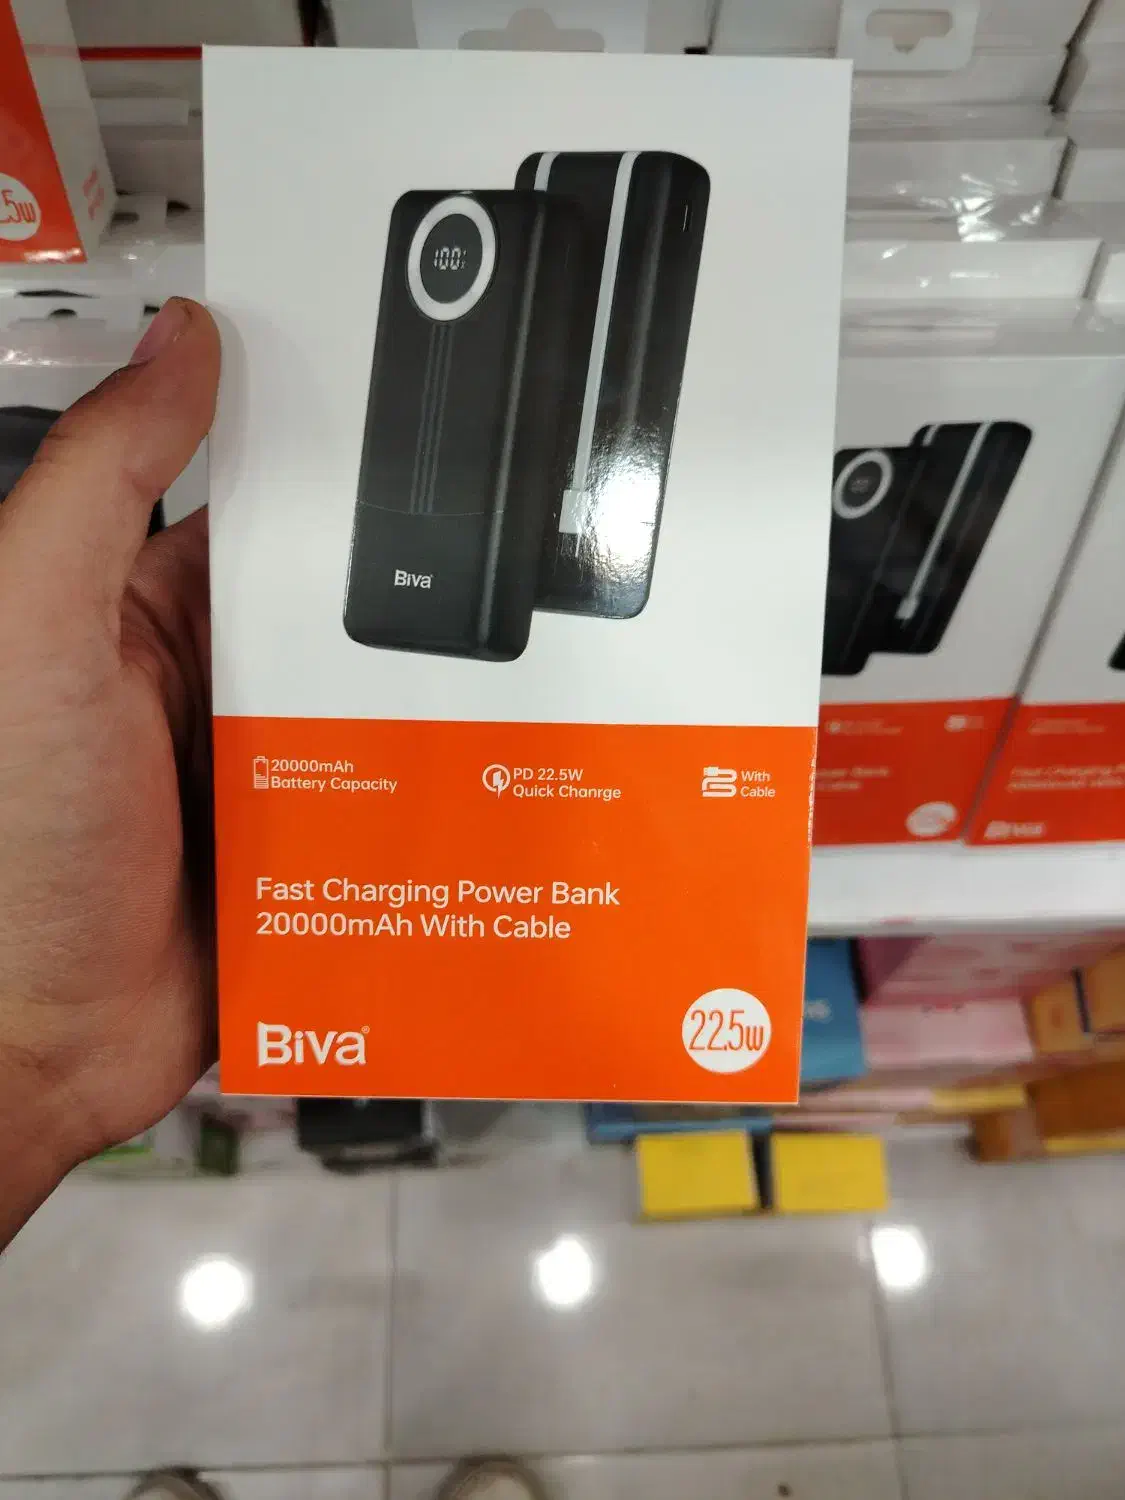 100%
Biva
20000mAh
Battery Capacity
PD 22.5W
Quick Chanrge
With
Cable
Fast Charging Power Bank
20000mAh With Cable
Biva®
22.5w
.5w